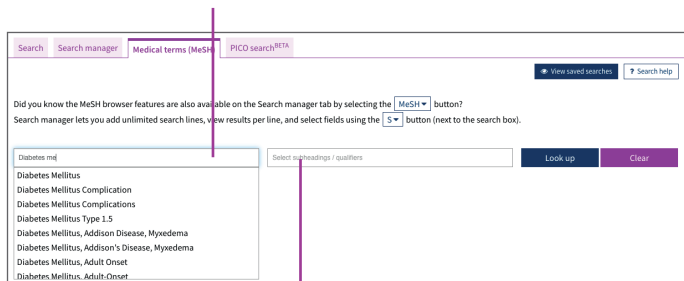 Search Search manager Medical terms (MeSH) PICO search BETA
View saved searches ? Search help
Did you know the MeSH browser features are also available on the Search manager tab by selecting the MeSH button?
Search manager lets you add unlimited search lines, view results per line, and select fields using the S button (next to the search box).
Diabetes me Select subheadings / qualifiers Look up Clear
Diabetes Mellitus
Diabetes Mellitus Complication
Diabetes Mellitus Complications
Diabetes Mellitus Type 1.5
Diabetes Mellitus, Addison Disease, Myxedema
Diabetes Mellitus, Addison's Disease, Myxedema
Diabetes Mellitus, Adult Onset
Diabetes Mellitus, Adult-Onset